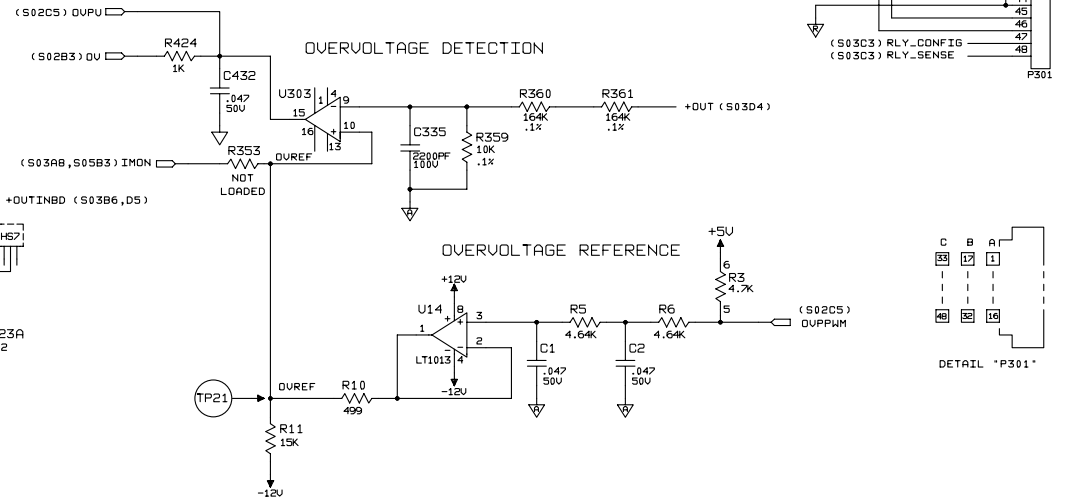 (S02C5) OVPU
(S02B3) OV
R424
1K
C432
.047
50V
OVERVOLTAGE DETECTION
U303
1
4
9
15
16
10
13
R360
164K
.1%
R361
164K
.1%
+OUT (S03D4)
C335
2200PF
100V
R359
10K
.1%
A
(S03A8,S05B3) IMON
R353
NOT
LOADED
OVREF
+OUTINBD (S03B6,D5)
HS7
23A
2
R
45
46
47
48
(S03C3) RLY_CONFIG
(S03C3) RLY_SENSE
P301
OVERVOLTAGE REFERENCE
+5V
6
R3
4.7K
5
(S02C5)
OVPPWM
+12V
U14
8
3
1
2
LT1013
4
-12V
R5
4.64K
R6
4.64K
C1
.047
50V
C2
.047
50V
A
A
TP21
OVREF
R10
499
R11
15K
-12V
C B A
33 17 1
48 32 16
DETAIL "P301"